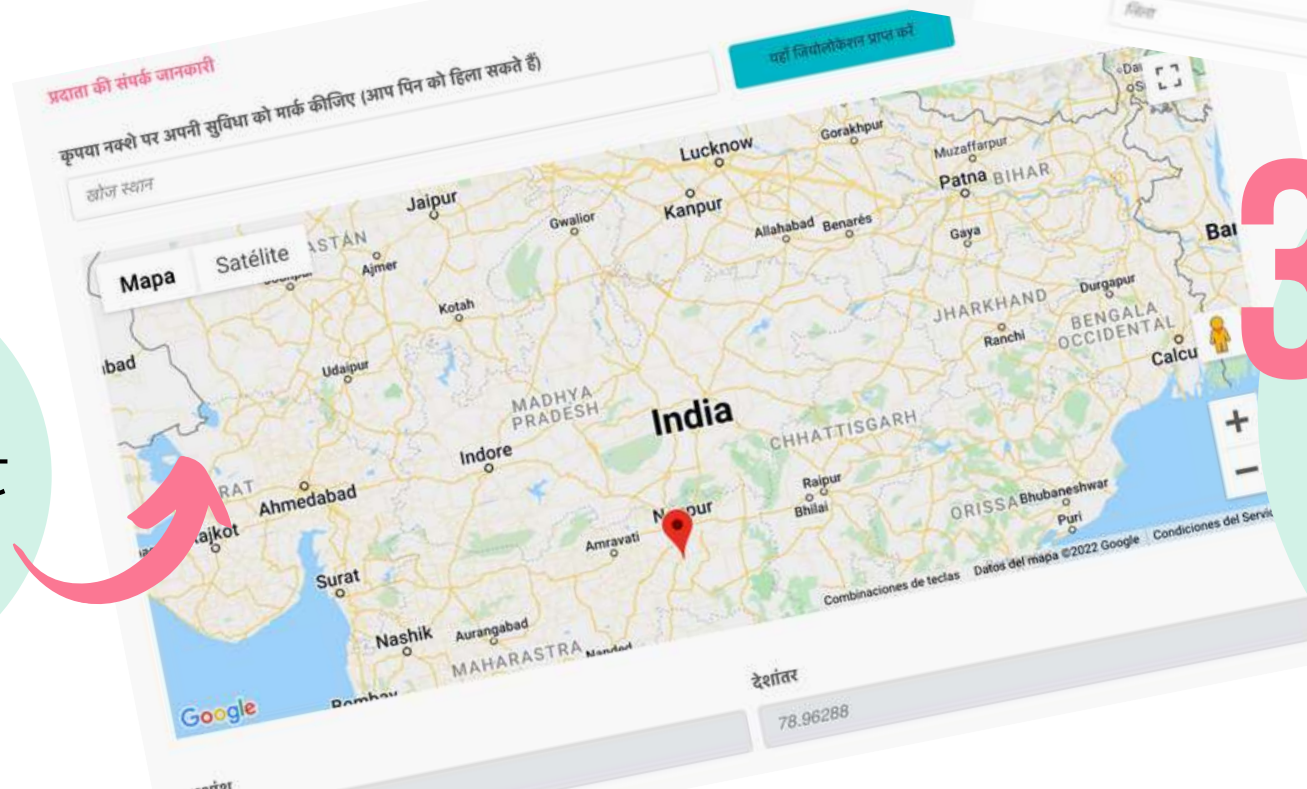 जिला
प्रदाता की संपर्क जानकारी
कृपया नक्शे पर अपनी सुविधा को मार्क कीजिए (आप पिन को हिला सकते हैं)
यहाँ जियोलोकेशन प्राप्त करें
खोज स्थान
Mapa Satélite
Jaipur
Lucknow
Gorakhpur
Muzaffarpur
Patna BIHAR
Kanpur
Gwalior
Allahabad Benarés
Gaya
Ajmer
Kotah
3
Durgapur
JHARKHAND
Ranchi
BENGALA
OCCIDENTAL
Udaipur
MADHYA
PRADESH
India
CHHATTISGARH
+
Indore
Ahmedabad
Raipur
Bhilai
ORISSA Bhubaneshwar
Puri
−
Amravati
Surat
Nashik Aurangabad
MAHARASTRA Nanded
Combinaciones de teclas Datos del mapa ©2022 Google Condiciones del
Google Bombay
देशांतर
78.96288